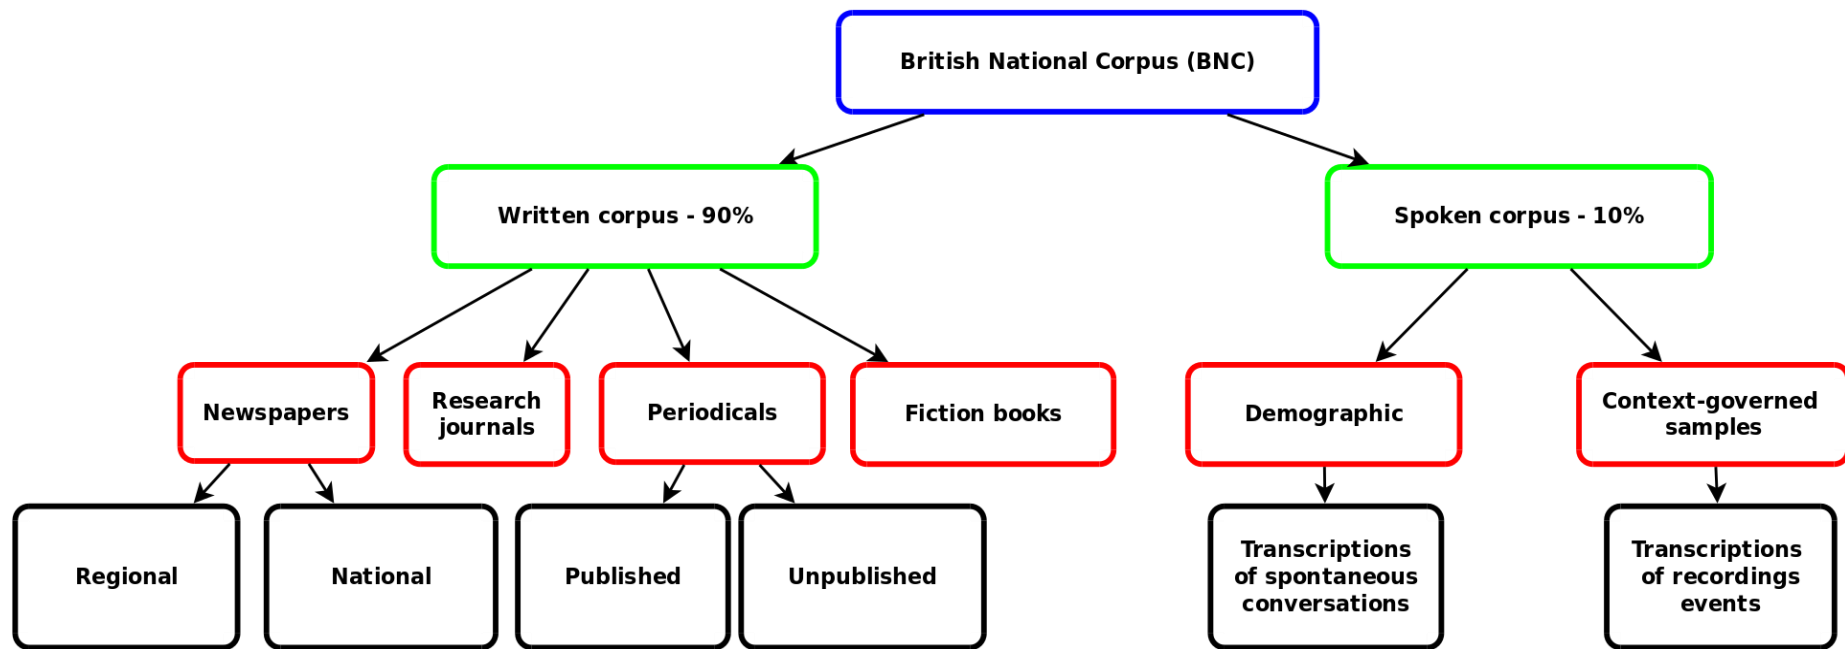 British National Corpus (BNC)
Written corpus - 90%
Spoken corpus - 10%
Newspapers
Research
journals
Periodicals
Fiction books
Demographic
Context-governed
samples
Regional
National
Published
Unpublished
Transcriptions
of spontaneous
conversations
Transcriptions
of recordings
events